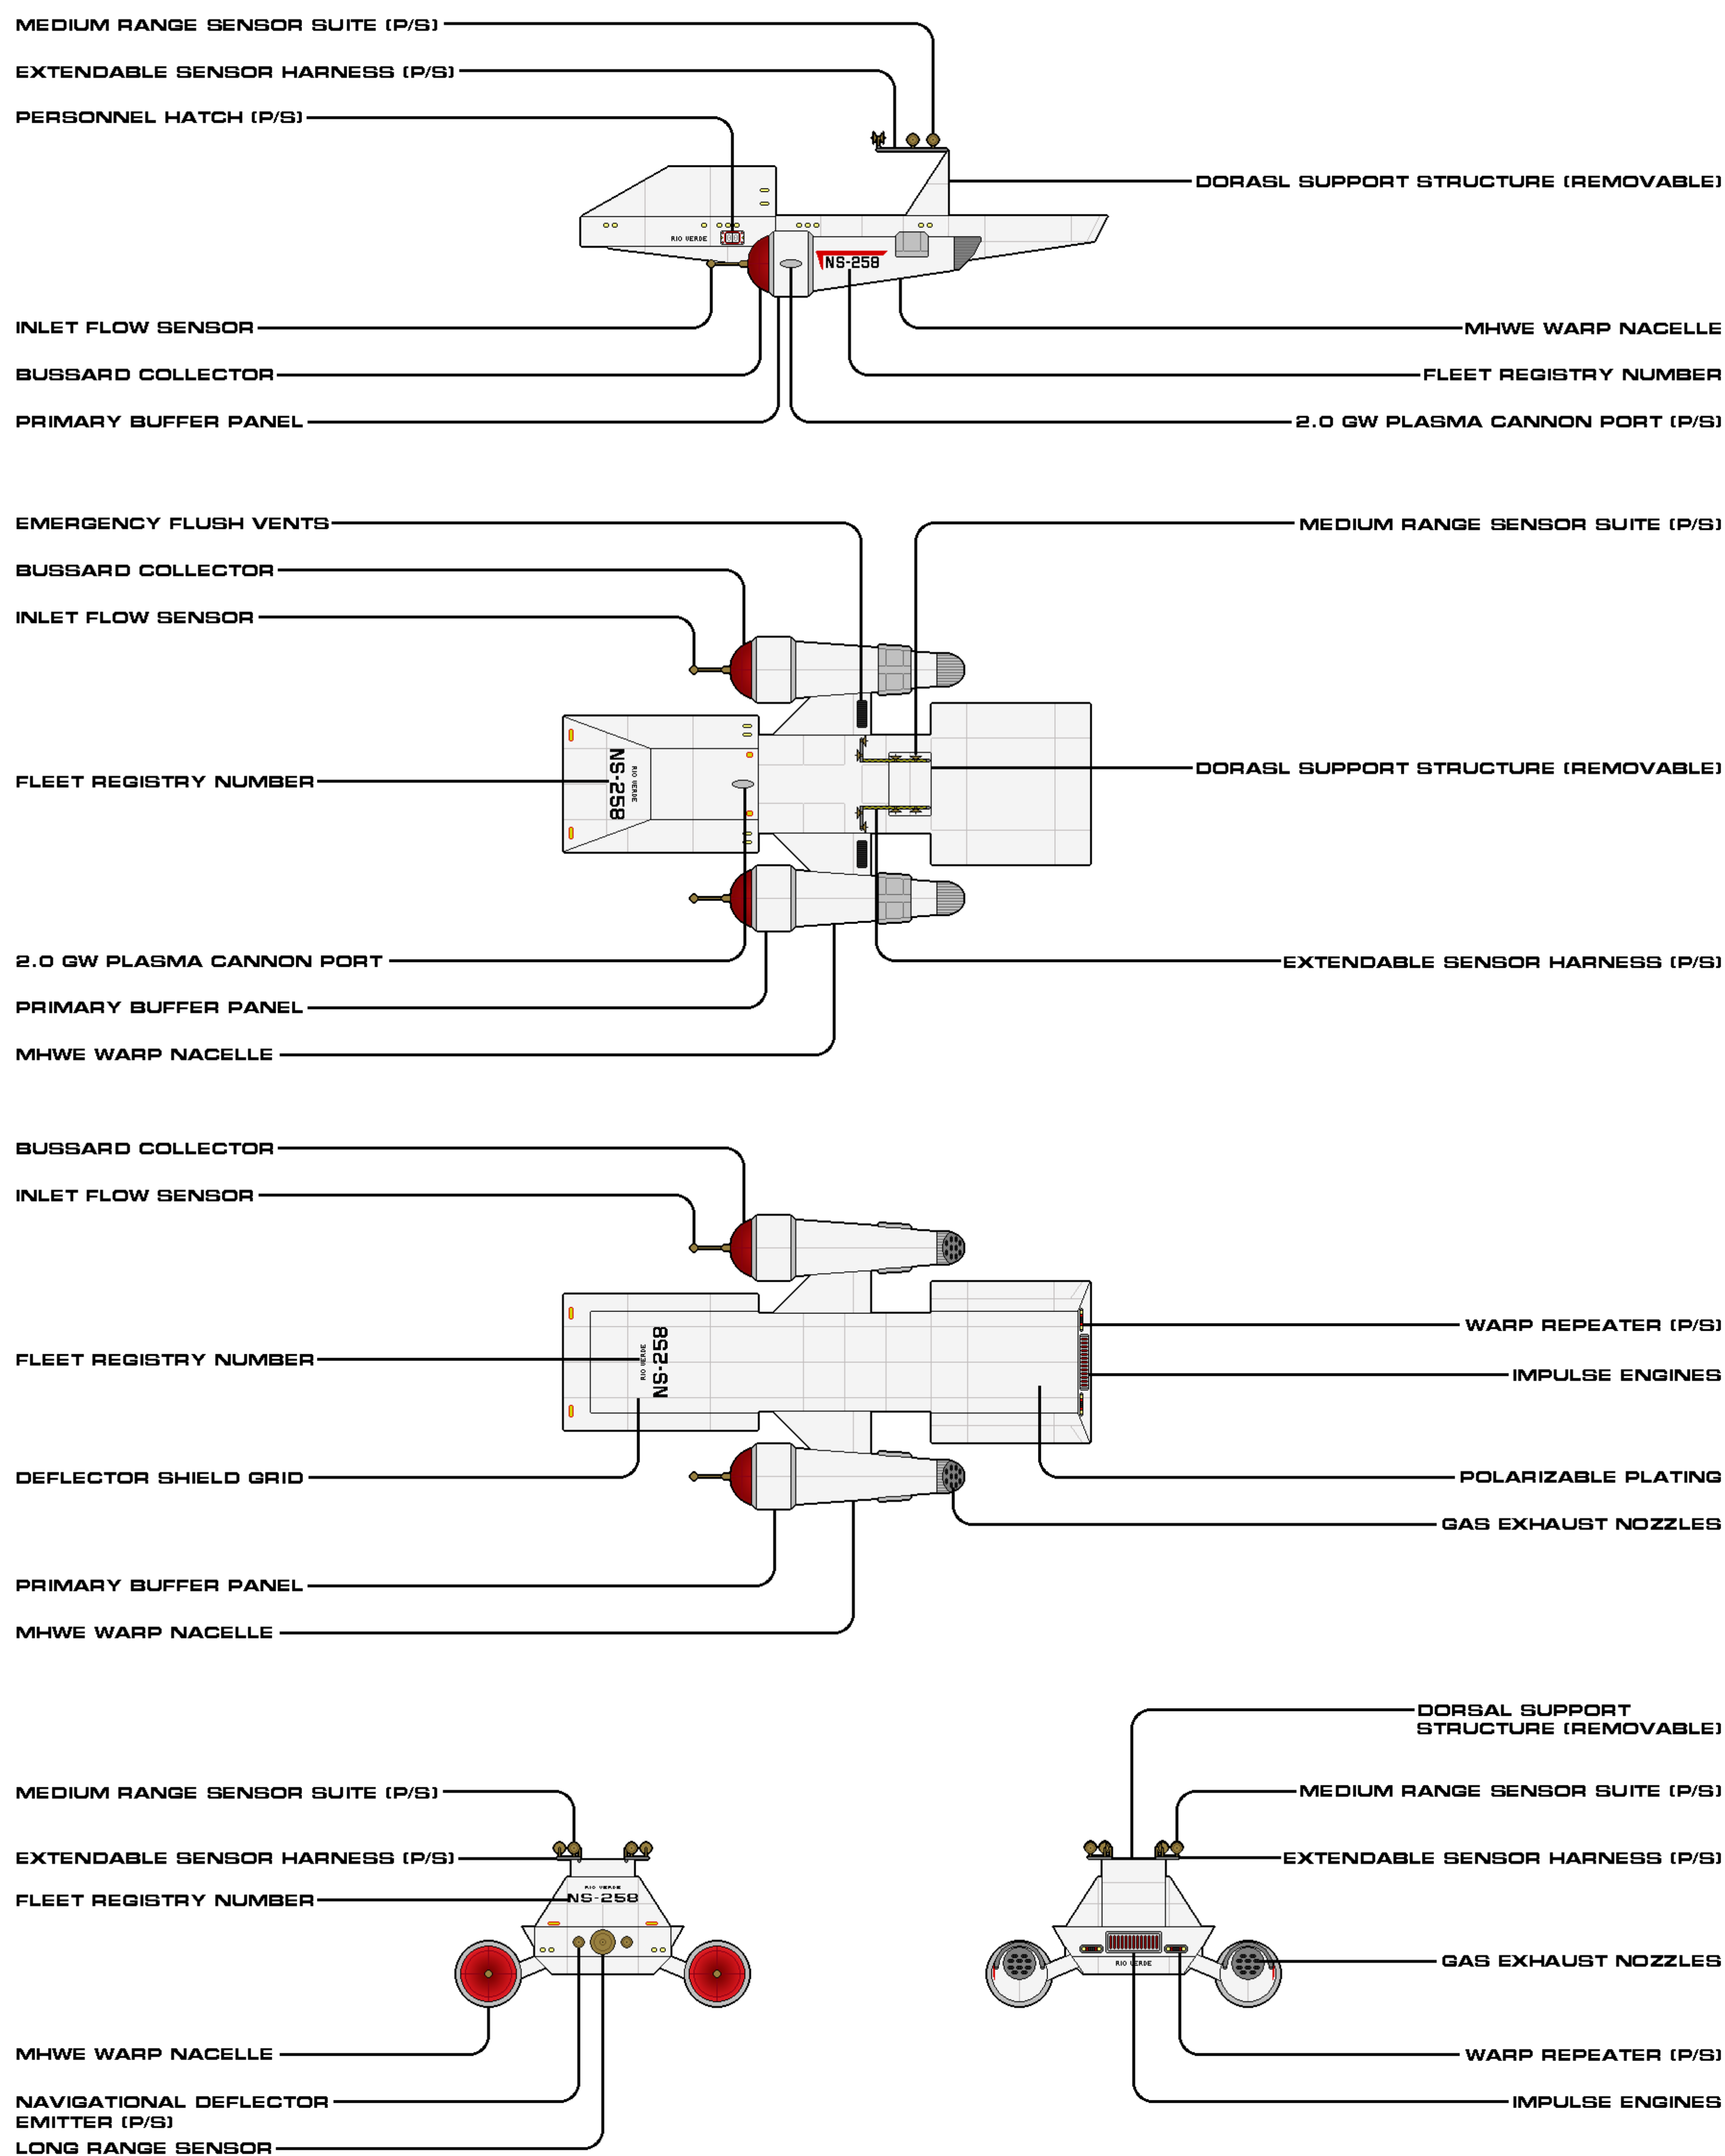 MEDIUM RANGE SENSOR SUITE (P/S)
EXTENDABLE SENSOR HARNESS (P/S)
PERSONNEL HATCH (P/S)
DORASL SUPPORT STRUCTURE (REMOVABLE)
RIO VERDE
NS-258
INLET FLOW SENSOR
MHWE WARP NACELLE
BUSSARD COLLECTOR
FLEET REGISTRY NUMBER
PRIMARY BUFFER PANEL
2.0 GW PLASMA CANNON PORT (P/S)
EMERGENCY FLUSH VENTS
MEDIUM RANGE SENSOR SUITE (P/S)
BUSSARD COLLECTOR
INLET FLOW SENSOR
FLEET REGISTRY NUMBER
NS-258
RIO VERDE
DORASL SUPPORT STRUCTURE (REMOVABLE)
2.0 GW PLASMA CANNON PORT
EXTENDABLE SENSOR HARNESS (P/S)
PRIMARY BUFFER PANEL
MHWE WARP NACELLE
BUSSARD COLLECTOR
INLET FLOW SENSOR
WARP REPEATER (P/S)
FLEET REGISTRY NUMBER
RIO VERDE
NS-258
IMPULSE ENGINES
DEFLECTOR SHIELD GRID
POLARIZABLE PLATING
GAS EXHAUST NOZZLES
PRIMARY BUFFER PANEL
MHWE WARP NACELLE
DORSAL SUPPORT
STRUCTURE (REMOVABLE)
MEDIUM RANGE SENSOR SUITE (P/S)
MEDIUM RANGE SENSOR SUITE (P/S)
EXTENDABLE SENSOR HARNESS (P/S)
EXTENDABLE SENSOR HARNESS (P/S)
FLEET REGISTRY NUMBER
RIO VERDE
NS-258
GAS EXHAUST NOZZLES
RIO VERDE
MHWE WARP NACELLE
WARP REPEATER (P/S)
NAVIGATIONAL DEFLECTOR
EMITTER (P/S)
IMPULSE ENGINES
LONG RANGE SENSOR